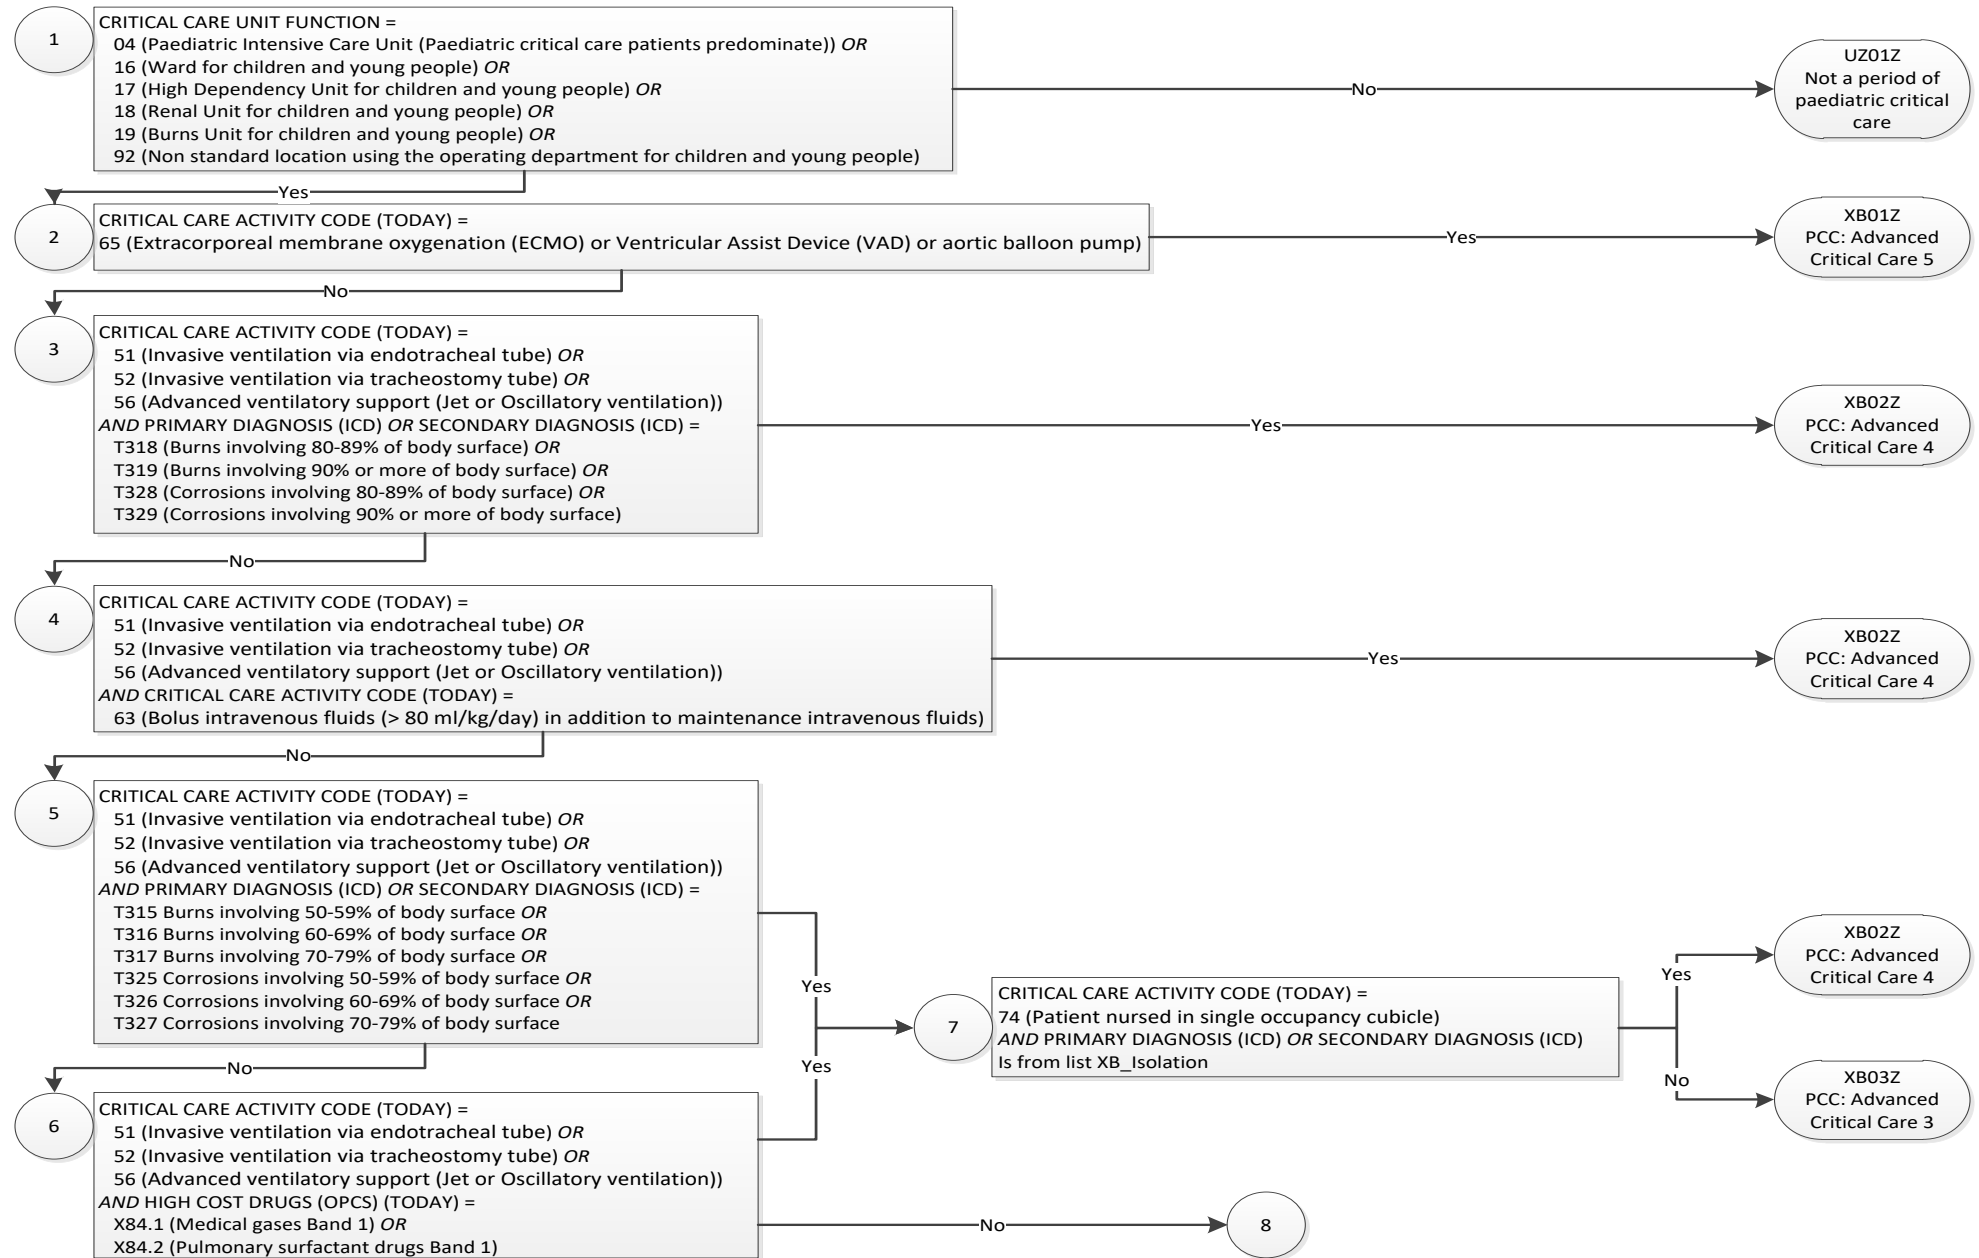 1
CRITICAL CARE UNIT FUNCTION =
04 (Paediatric Intensive Care Unit (Paediatric critical care patients predominate)) OR
16 (Ward for children and young people) OR
17 (High Dependency Unit for children and young people) OR
18 (Renal Unit for children and young people) OR
19 (Burns Unit for children and young people) OR
92 (Non standard location using the operating department for children and young people)
No
UZ01Z
Not a period of
paediatric critical
care
Yes
2
CRITICAL CARE ACTIVITY CODE (TODAY) =
65 (Extracorporeal membrane oxygenation (ECMO) or Ventricular Assist Device (VAD) or aortic balloon pump)
Yes
XB01Z
PCC: Advanced
Critical Care 5
No
3
CRITICAL CARE ACTIVITY CODE (TODAY) =
51 (Invasive ventilation via endotracheal tube) OR
52 (Invasive ventilation via tracheostomy tube) OR
56 (Advanced ventilatory support (Jet or Oscillatory ventilation))
AND PRIMARY DIAGNOSIS (ICD) OR SECONDARY DIAGNOSIS (ICD) =
T318 (Burns involving 80-89% of body surface) OR
T319 (Burns involving 90% or more of body surface) OR
T328 (Corrosions involving 80-89% of body surface) OR
T329 (Corrosions involving 90% or more of body surface)
Yes
XB02Z
PCC: Advanced
Critical Care 4
No
4
CRITICAL CARE ACTIVITY CODE (TODAY) =
51 (Invasive ventilation via endotracheal tube) OR
52 (Invasive ventilation via tracheostomy tube) OR
56 (Advanced ventilatory support (Jet or Oscillatory ventilation))
AND CRITICAL CARE ACTIVITY CODE (TODAY) =
63 (Bolus intravenous fluids (> 80 ml/kg/day) in addition to maintenance intravenous fluids)
Yes
XB02Z
PCC: Advanced
Critical Care 4
No
5
CRITICAL CARE ACTIVITY CODE (TODAY) =
51 (Invasive ventilation via endotracheal tube) OR
52 (Invasive ventilation via tracheostomy tube) OR
56 (Advanced ventilatory support (Jet or Oscillatory ventilation))
AND PRIMARY DIAGNOSIS (ICD) OR SECONDARY DIAGNOSIS (ICD) =
T315 Burns involving 50-59% of body surface OR
T316 Burns involving 60-69% of body surface OR
T317 Burns involving 70-79% of body surface OR
T325 Corrosions involving 50-59% of body surface OR
T326 Corrosions involving 60-69% of body surface OR
T327 Corrosions involving 70-79% of body surface
Yes
No
6
CRITICAL CARE ACTIVITY CODE (TODAY) =
51 (Invasive ventilation via endotracheal tube) OR
52 (Invasive ventilation via tracheostomy tube) OR
56 (Advanced ventilatory support (Jet or Oscillatory ventilation))
AND HIGH COST DRUGS (OPCS) (TODAY) =
X84.1 (Medical gases Band 1) OR
X84.2 (Pulmonary surfactant drugs Band 1)
Yes
No
8
7
CRITICAL CARE ACTIVITY CODE (TODAY) =
74 (Patient nursed in single occupancy cubicle)
AND PRIMARY DIAGNOSIS (ICD) OR SECONDARY DIAGNOSIS (ICD)
Is from list XB_Isolation
Yes
XB02Z
PCC: Advanced
Critical Care 4
No
XB03Z
PCC: Advanced
Critical Care 3